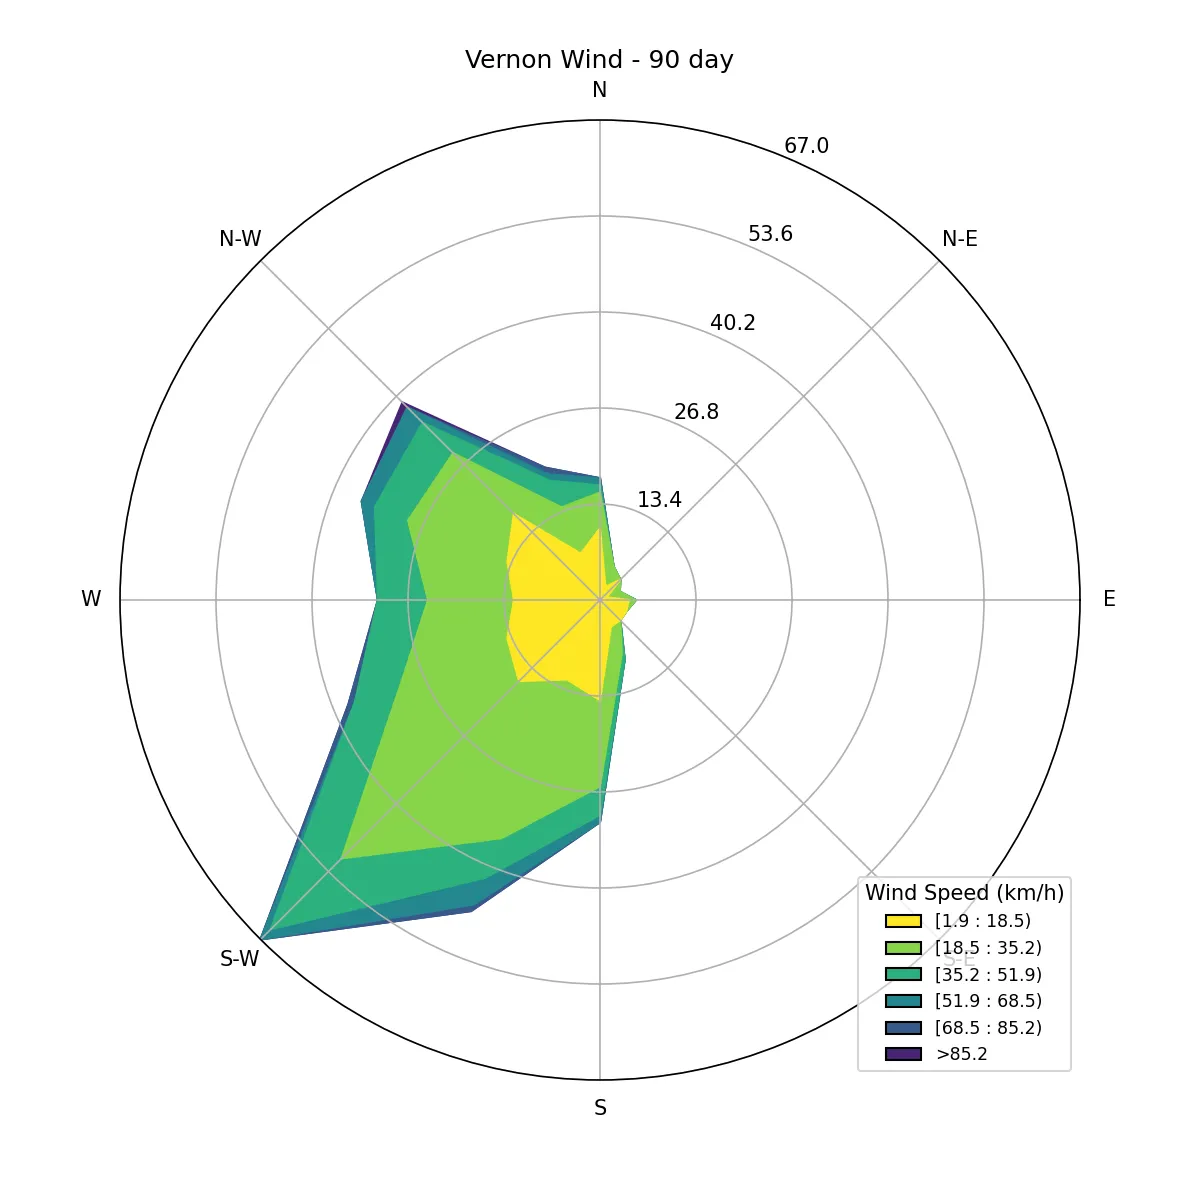 Vernon Wind - 90 day
N
67.0
53.6
N-W
N-E
40.2
26.8
13.4
W
E
Wind Speed (km/h)
[1.9 : 18.5)
[18.5 : 35.2)
S-W
S-E
[35.2 : 51.9)
[51.9 : 68.5)
[68.5 : 85.2)
>85.2
S